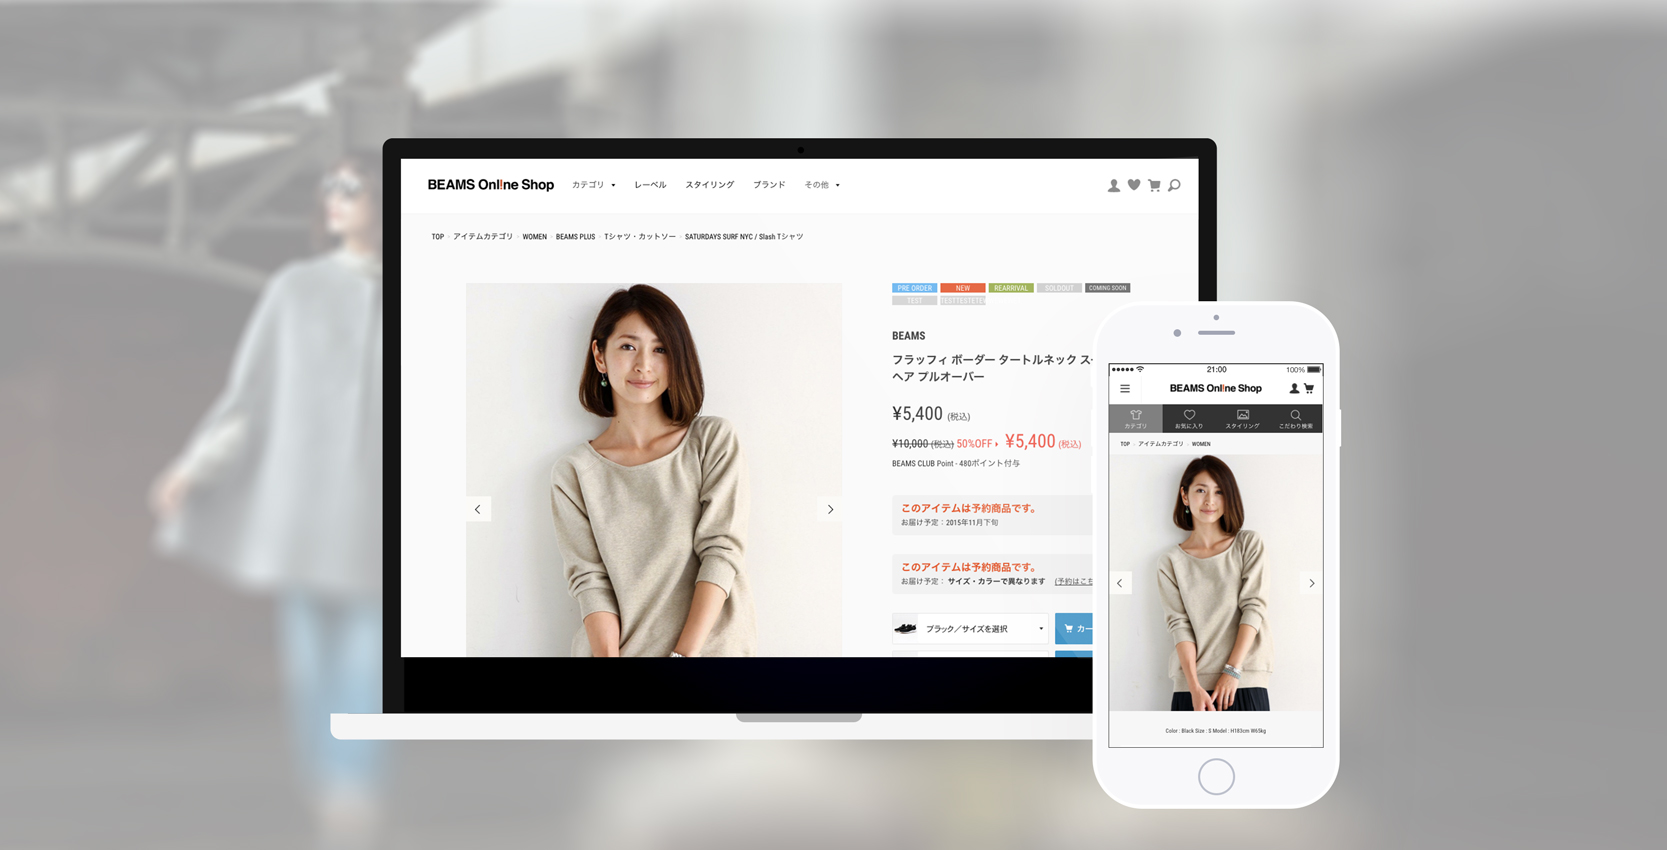 BEAMS Onl!ne Shop カテゴリ レーベル スタイリング ブランド その他
TOP アイテムカテゴリ WOMEN BEAMS PLUS Tシャツ・カットソー SATURDAYS SURF NYC / Slash Tシャツ
PRE ORDER NEW REARRIVAL SOLDOUT COMING SOON
TEST
BEAMS
フラッフィ ボーダー タートルネック ス
ヘア プルオーバー
¥5,400 (税込)
¥10,000 (税込) 50%OFF ¥5,400 (税込)
BEAMS CLUB Point - 480ポイント付与
このアイテムは予約商品です。
お届け予定：2015年11月下旬
このアイテムは予約商品です。
お届け予定： サイズ・カラーで異なります (予約はこち
ブラック／サイズを選択 カー
21:00 100%
BEAMS Onl!ne Shop
カテゴリ お気に入り スタイリング こだわり検索
TOP アイテムカテゴリ WOMEN
Color : Black Size : S Model : H183cm W65kg